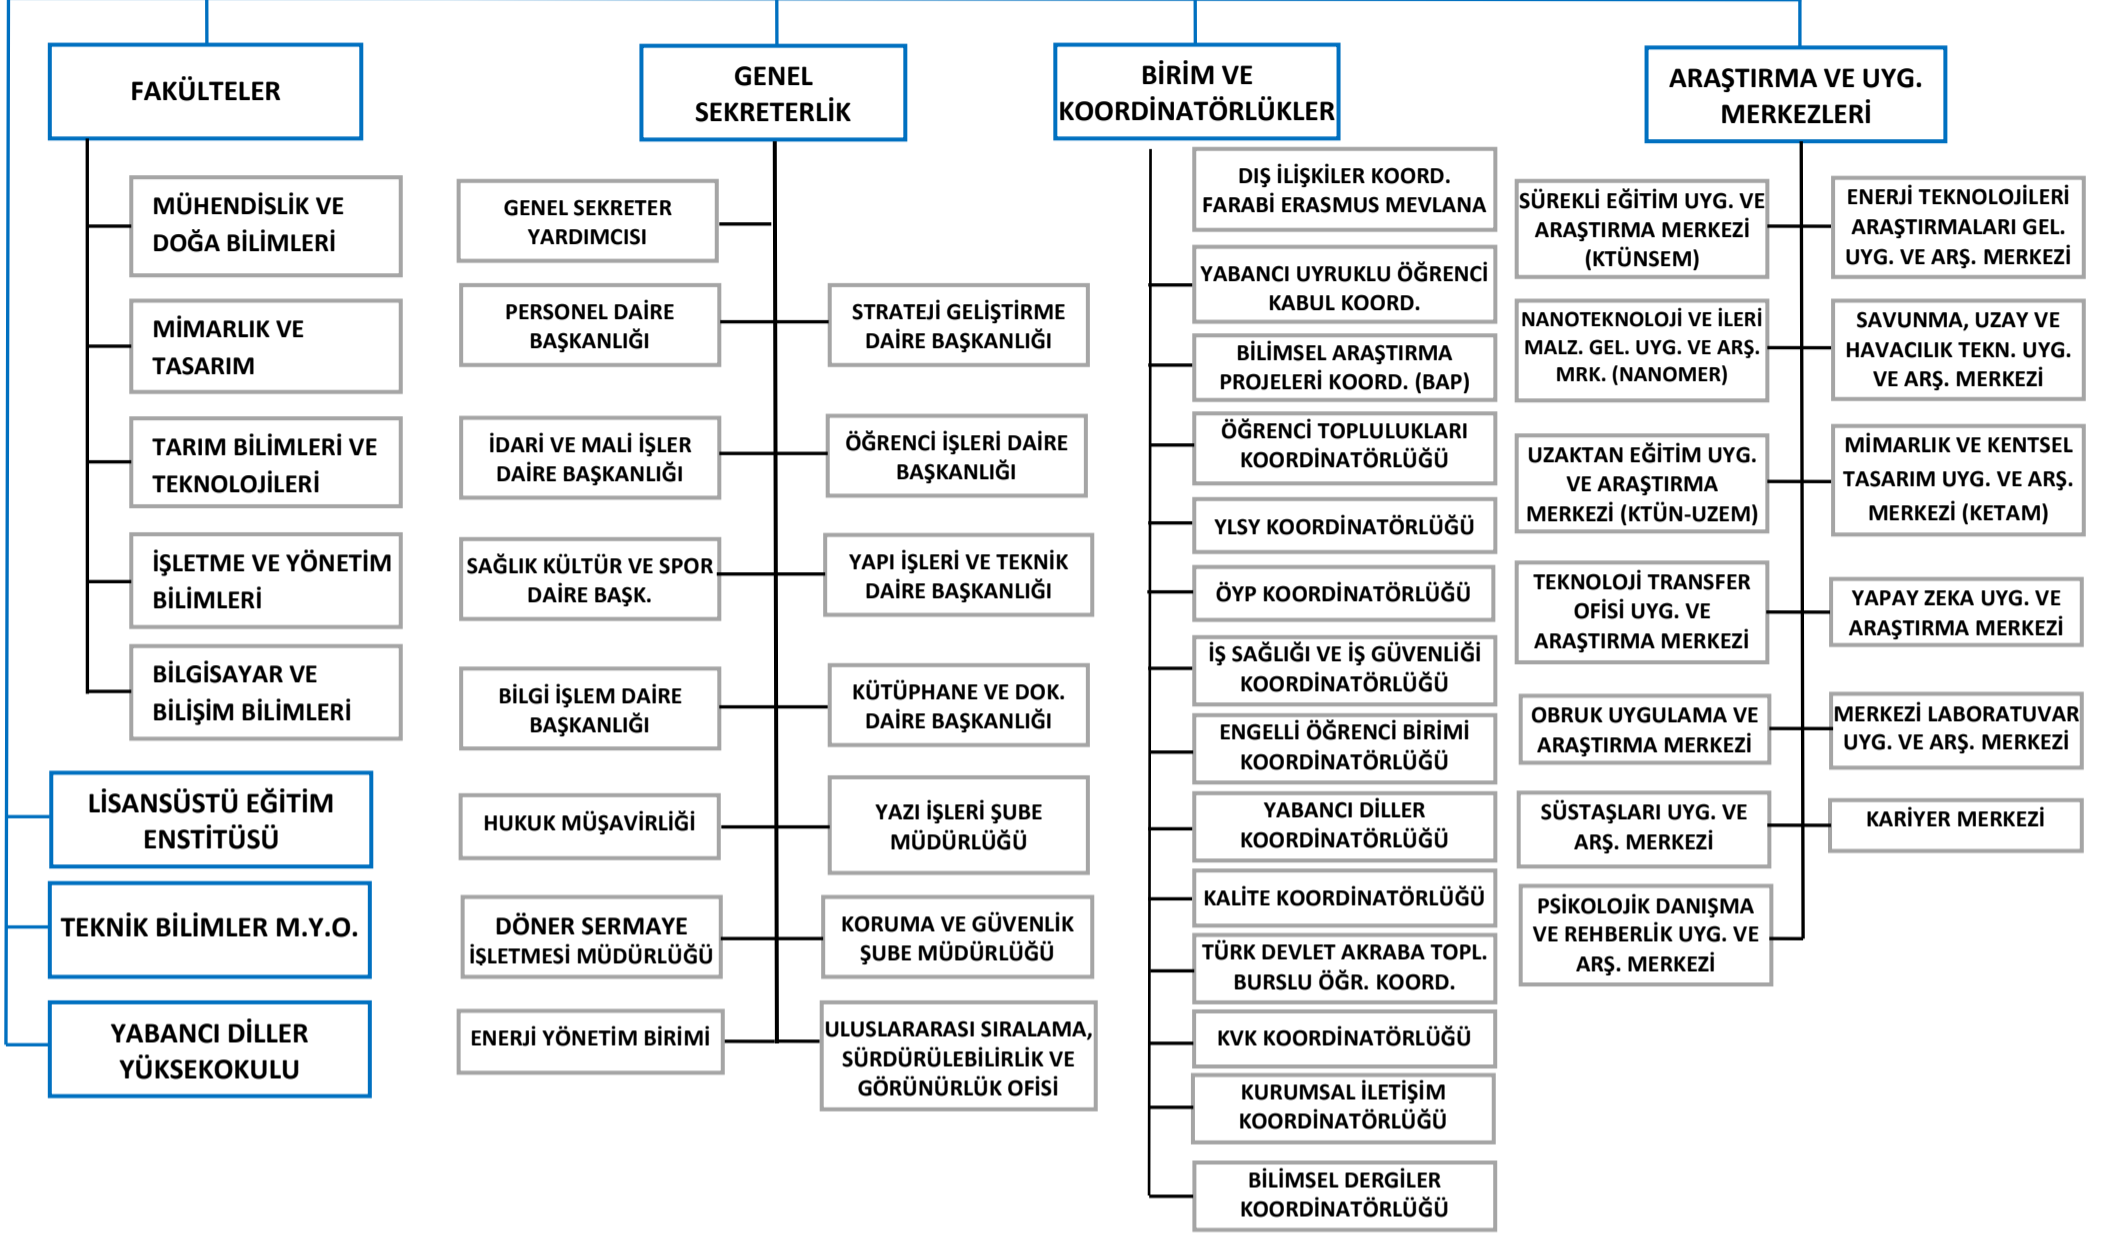 FAKÜLTELER
MÜHENDİSLİK VE
DOĞA BİLİMLERİ
MİMARLIK VE
TASARIM
TARIM BİLİMLERİ VE
TEKNOLOJİLERİ
İŞLETME VE YÖNETİM
BİLİMLERİ
BİLGİSAYAR VE
BİLİŞİM BİLİMLERİ
LİSANSÜSTÜ EĞİTİM
ENSTİTÜSÜ
TEKNİK BİLİMLER M.Y.O.
YABANCI DİLLER
YÜKSEKOKULU
GENEL
SEKRETERLİK
GENEL SEKRETER
YARDIMCISI
PERSONEL DAİRE
BAŞKANLIĞI
STRATEJİ GELİŞTİRME
DAİRE BAŞKANLIĞI
İDARİ VE MALİ İŞLER
DAİRE BAŞKANLIĞI
ÖĞRENCİ İŞLERİ DAİRE
BAŞKANLIĞI
SAĞLIK KÜLTÜR VE SPOR
DAİRE BAŞK.
YAPI İŞLERİ VE TEKNİK
DAİRE BAŞKANLIĞI
BİLGİ İŞLEM DAİRE
BAŞKANLIĞI
KÜTÜPHANE VE DOK.
DAİRE BAŞKANLIĞI
HUKUK MÜŞAVİRLİĞİ
YAZI İŞLERİ ŞUBE
MÜDÜRLÜĞÜ
DÖNER SERMAYE
İŞLETMESİ MÜDÜRLÜĞÜ
KORUMA VE GÜVENLİK
ŞUBE MÜDÜRLÜĞÜ
ENERJİ YÖNETİM BİRİMİ
ULUSLARARASI SIRALAMA,
SÜRDÜRÜLEBİLİRLİK VE
GÖRÜNÜRLÜK OFİSİ
BİRİM VE
KOORDİNATÖRLÜKLER
DIŞ İLİŞKİLER KOORD.
FARABİ ERASMUS MEVLANA
YABANCI UYRUKLU ÖĞRENCİ
KABUL KOORD.
BİLİMSEL ARAŞTIRMA
PROJELERİ KOORD. (BAP)
ÖĞRENCİ TOPLULUKLARI
KOORDİNATÖRLÜĞÜ
YLSY KOORDİNATÖRLÜĞÜ
ÖYP KOORDİNATÖRLÜĞÜ
İŞ SAĞLIĞI VE İŞ GÜVENLİĞİ
KOORDİNATÖRLÜĞÜ
ENGELLİ ÖĞRENCİ BİRİMİ
KOORDİNATÖRLÜĞÜ
YABANCI DİLLER
KOORDİNATÖRLÜĞÜ
KALİTE KOORDİNATÖRLÜĞÜ
TÜRK DEVLET AKRABA TOPL.
BURSLU ÖĞR. KOORD.
KVK KOORDİNATÖRLÜĞÜ
KURUMSAL İLETİŞİM
KOORDİNATÖRLÜĞÜ
BİLİMSEL DERGİLER
KOORDİNATÖRLÜĞÜ
ARAŞTIRMA VE UYG.
MERKEZLERİ
SÜREKLİ EĞİTİM UYG. VE
ARAŞTIRMA MERKEZİ
(KTÜNSEM)
ENERJİ TEKNOLOJİLERİ
ARAŞTIRMALARI GEL.
UYG. VE ARŞ. MERKEZİ
NANOTEKNOLOJİ VE İLERİ
MALZ. GEL. UYG. VE ARŞ.
MRK. (NANOMER)
SAVUNMA, UZAY VE
HAVACILIK TEKN. UYG.
VE ARŞ. MERKEZİ
UZAKTAN EĞİTİM UYG.
VE ARAŞTIRMA
MERKEZİ (KTÜN-UZEM)
MİMARLIK VE KENTSEL
TASARIM UYG. VE ARŞ.
MERKEZİ (KETAM)
TEKNOLOJİ TRANSFER
OFİSİ UYG. VE
ARAŞTIRMA MERKEZİ
YAPAY ZEKA UYG. VE
ARAŞTIRMA MERKEZİ
OBRUK UYGULAMA VE
ARAŞTIRMA MERKEZİ
MERKEZİ LABORATUVAR
UYG. VE ARŞ. MERKEZİ
SÜSTAŞLARI UYG. VE
ARŞ. MERKEZİ
KARİYER MERKEZİ
PSİKOLOJİK DANIŞMA
VE REHBERLİK UYG. VE
ARŞ. MERKEZİ